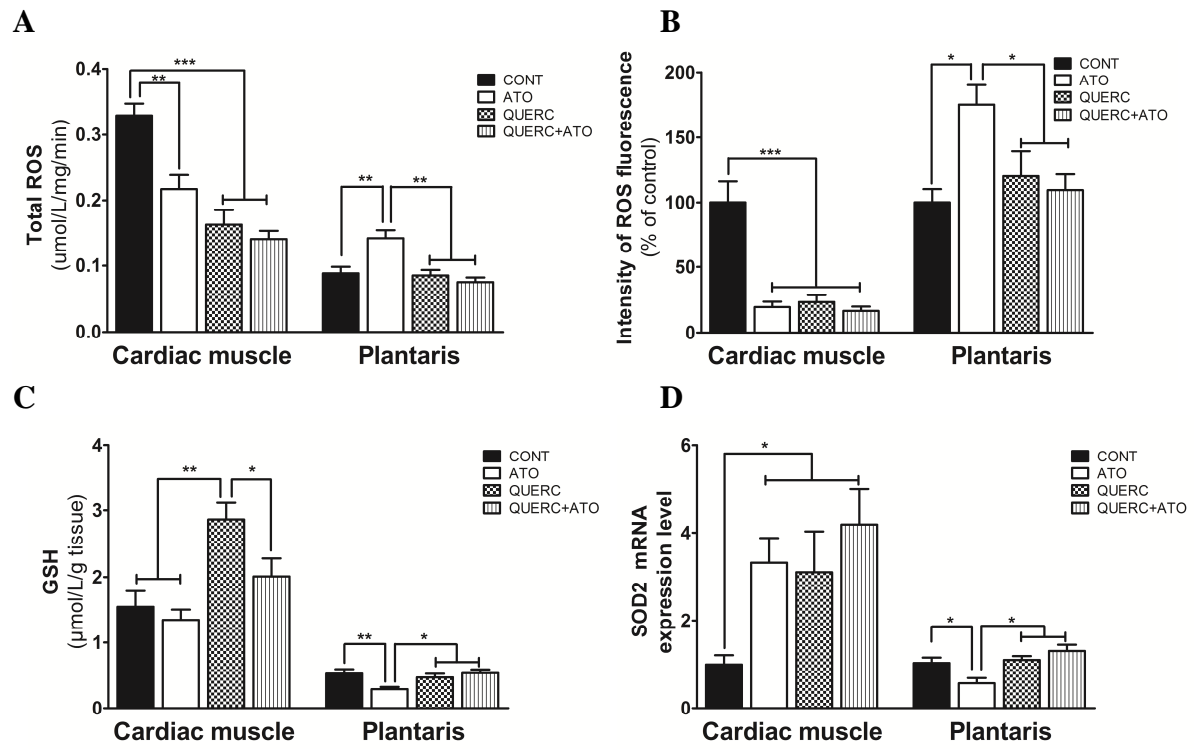 A
Total ROS
(umol/L/mg/min)
0.4
0.3
0.2
0.1
0.0
***
**
**
**
CONT
ATO
QUERC
QUERC+ATO
Cardiac muscle
Plantaris
B
Intensity of ROS fluorescence
(% of control)
200
150
100
50
0
***
*
*
CONT
ATO
QUERC
QUERC+ATO
Cardiac muscle
Plantaris
C
GSH
(µmol/L/g tissue)
4
3
2
1
0
**
*
**
*
CONT
ATO
QUERC
QUERC+ATO
Cardiac muscle
Plantaris
D
SOD2 mRNA
expression level
6
4
2
0
*
*
*
CONT
ATO
QUERC
QUERC+ATO
Cardiac muscle
Plantaris